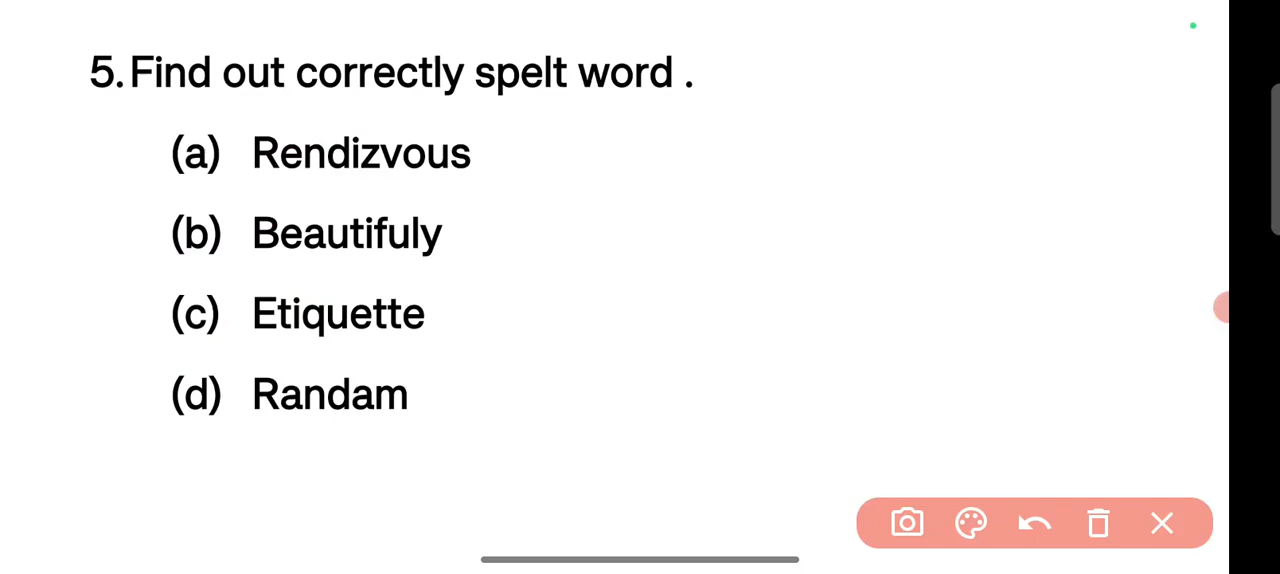 5. Find out correctly spelt word .
(a) Rendizvous
(b) Beautifuly
(c) Etiquette
(d) Randam